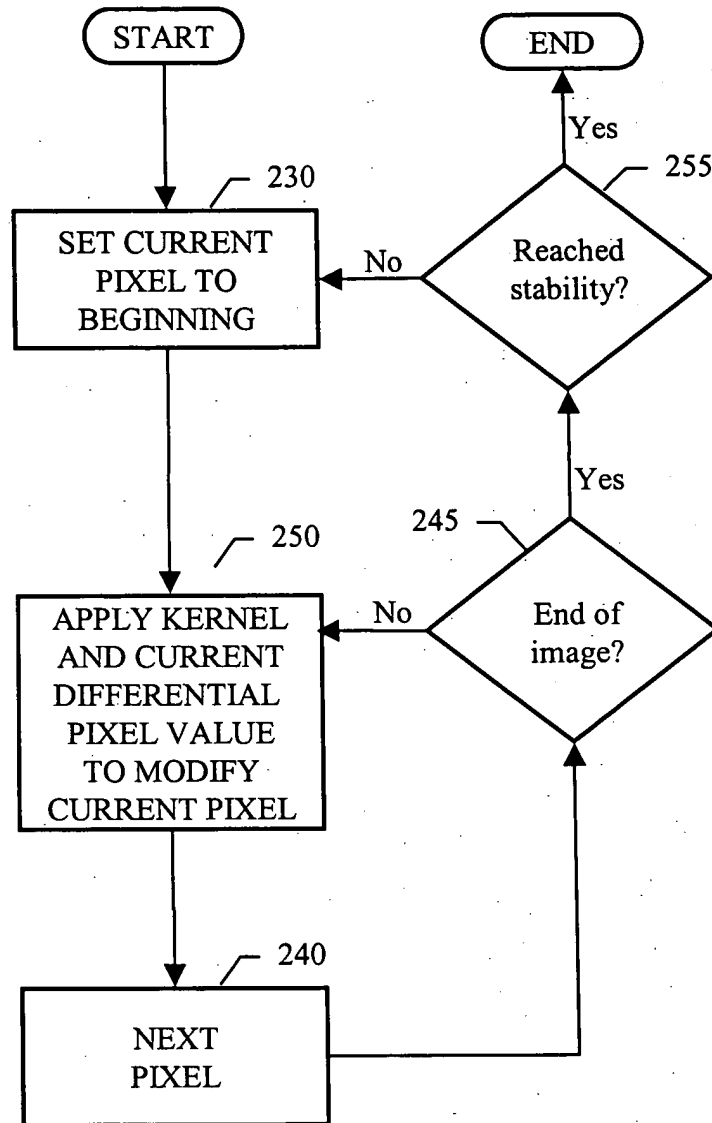 START
END
Yes
230
255
SET CURRENT
PIXEL TO
BEGINNING
No
Reached
stability?
Yes
250
245
APPLY KERNEL
AND CURRENT
DIFFERENTIAL
PIXEL VALUE
TO MODIFY
CURRENT PIXEL
No
End of
image?
240
NEXT
PIXEL